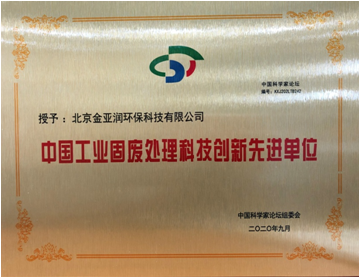 中国科学家论坛
授予：北京金亚润环保科技有限公司
中国工业固废处理科技创新先进单位
中国科学家论坛组委会
二〇二〇年九月